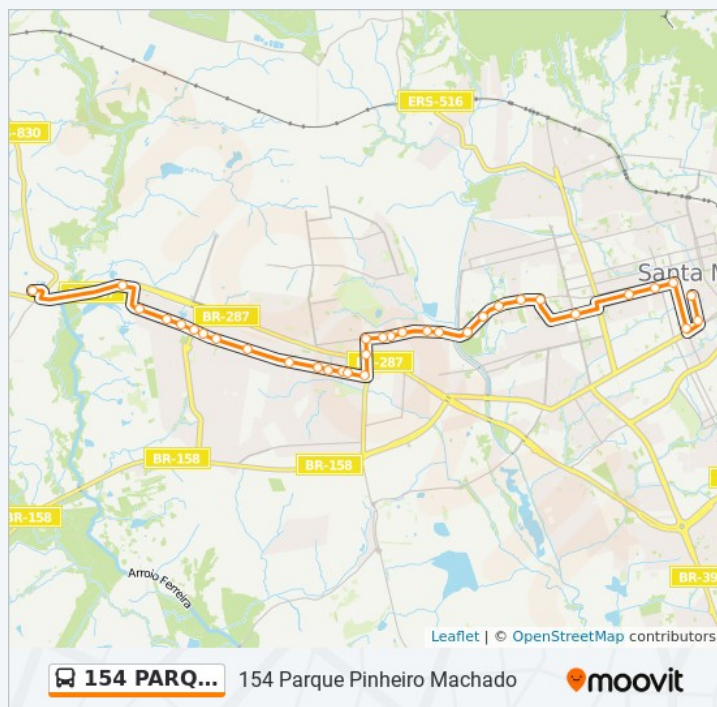 ERS-516
-830
BR-287
BR-287
Santa M
BR-158
BR-158
BR-158
Arroio Ferreira
BR-39
Leaflet | © OpenStreetMap contributors
154 PARQ... 154 Parque Pinheiro Machado moovit